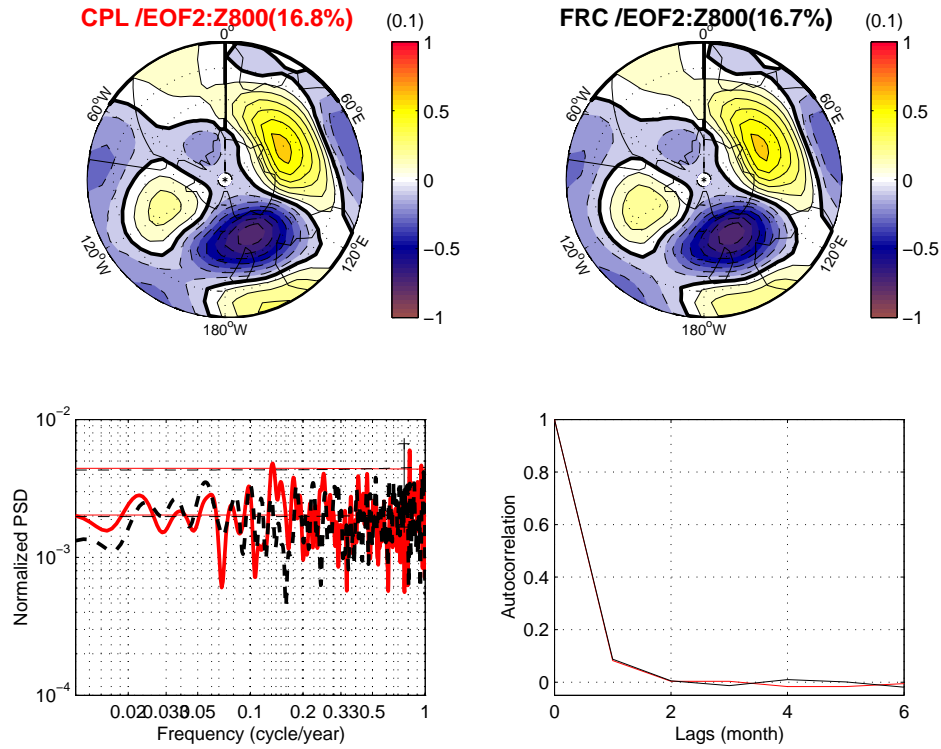 CPL /EOF2:Z800(16.8%)
(0.1)
0°
60°W
60°E
120°W
120°E
180°W
1
0.5
0
−0.5
−1
FRC /EOF2:Z800(16.7%)
(0.1)
0°
60°W
60°E
120°W
120°E
180°W
1
0.5
0
−0.5
−1
Normalized PSD
10⁻²
10⁻³
10⁻⁴
0.02 0.033 0.05 0.1 0.2 0.33 0.5 1
Frequency (cycle/year)
Autocorrelation
1
0.8
0.6
0.4
0.2
0
0 2 4 6
Lags (month)